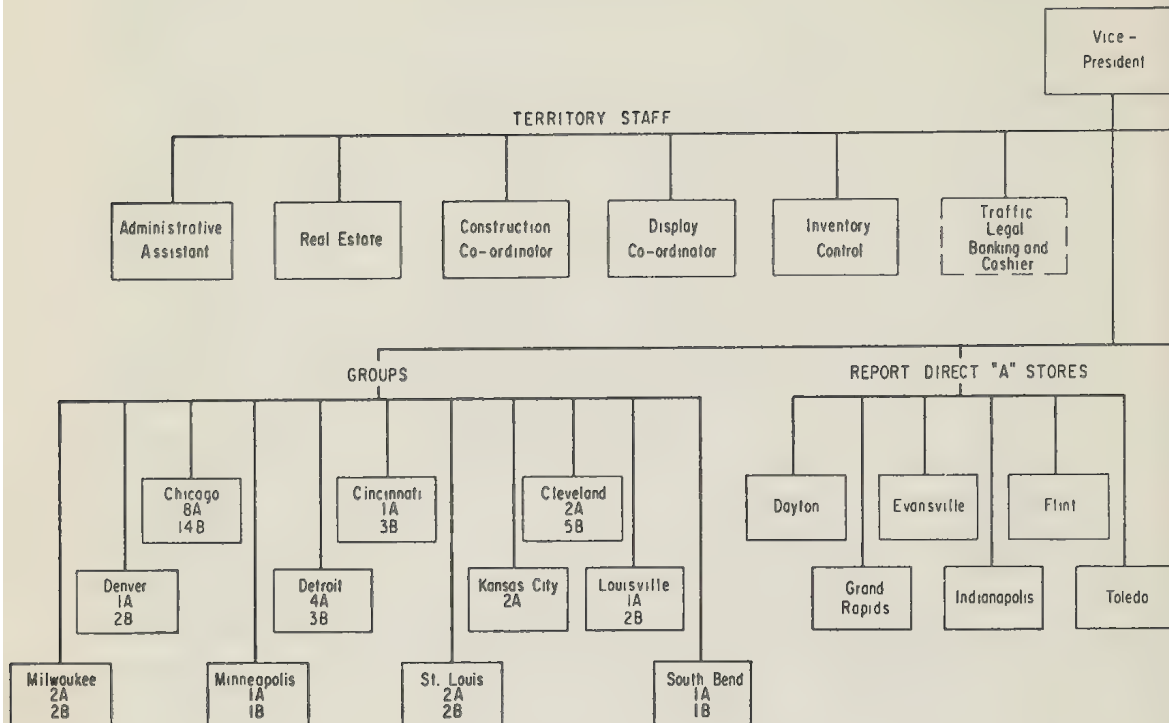 Vice-
President
TERRITORY STAFF
Administrative
Assistant
Real Estate
Construction
Co-ordinator
Display
Co-ordinator
Inventory
Control
Traffic
Legal
Banking and
Cashier
GROUPS
REPORT DIRECT "A" STORES
Chicago
8A
14B
Cincinnati
1A
3B
Cleveland
2A
5B
Dayton
Evansville
Flint
Denver
1A
2B
Detroit
4A
3B
Kansas City
2A
Louisville
1A
2B
Grand
Rapids
Indianapolis
Toledo
Milwaukee
2A
2B
Minneapolis
1A
1B
St. Louis
2A
2B
South Bend
1A
1B